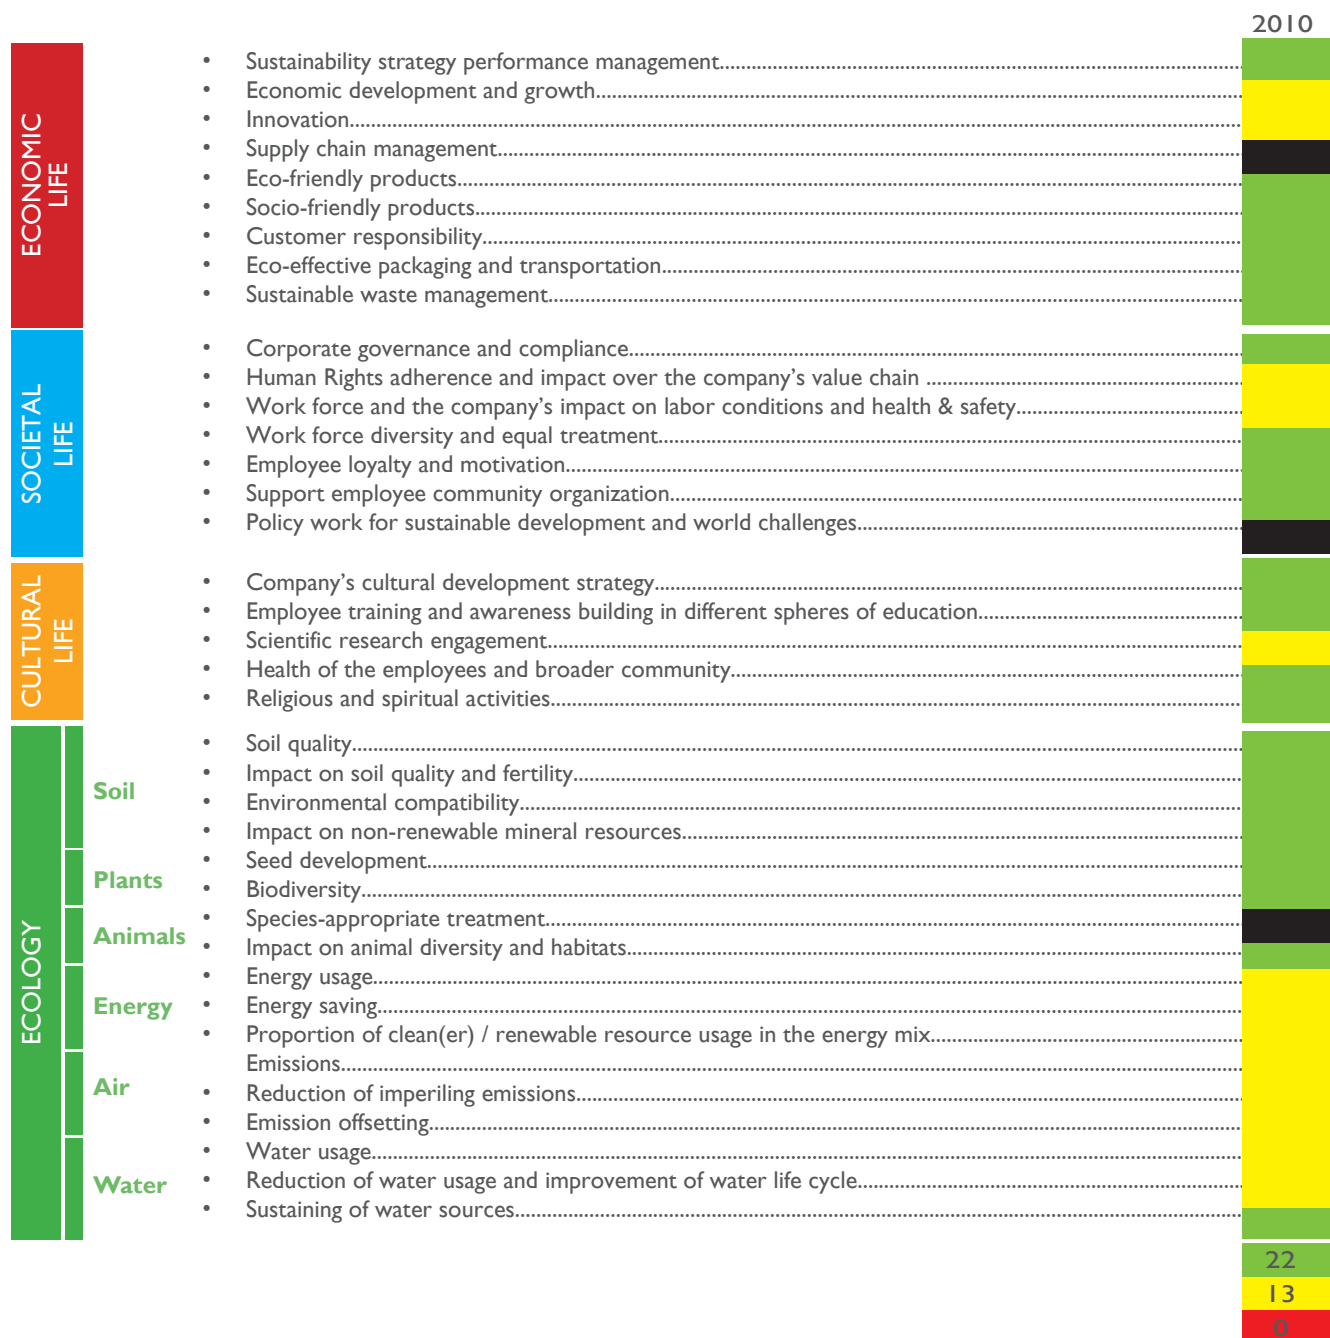 2010
ECONOMIC
LIFE
• Sustainability strategy performance management
• Economic development and growth
• Innovation
• Supply chain management
• Eco-friendly products
• Socio-friendly products
• Customer responsibility
• Eco-effective packaging and transportation
• Sustainable waste management
SOCIETAL
LIFE
• Corporate governance and compliance
• Human Rights adherence and impact over the company's value chain
• Work force and the company's impact on labor conditions and health & safety
• Work force diversity and equal treatment
• Employee loyalty and motivation
• Support employee community organization
• Policy work for sustainable development and world challenges
CULTURAL
LIFE
• Company's cultural development strategy
• Employee training and awareness building in different spheres of education
• Scientific research engagement
• Health of the employees and broader community
• Religious and spiritual activities
ECOLOGY
Soil
• Soil quality
• Impact on soil quality and fertility
• Environmental compatibility
• Impact on non-renewable mineral resources
Plants
• Seed development
• Biodiversity
Animals
• Species-appropriate treatment
• Impact on animal diversity and habitats
Energy
• Energy usage
• Energy saving
• Proportion of clean(er) / renewable resource usage in the energy mix
Air
Emissions
• Reduction of imperiling emissions
• Emission offsetting
Water
• Water usage
• Reduction of water usage and improvement of water life cycle
• Sustaining of water sources
22
13
0